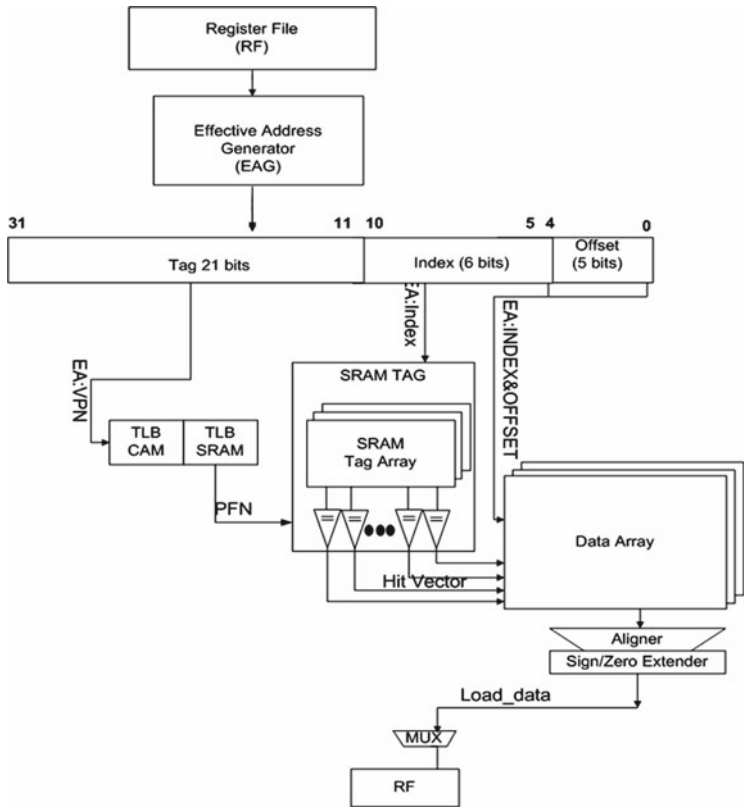 Register File
(RF)
Effective Address
Generator
(EAG)
31
11
10
5
4
0
Tag 21 bits
Index (6 bits)
Offset
(5 bits)
EA:VPN
EA:Index
EA:INDEX&OFFSET
SRAM TAG
TLB
CAM
TLB
SRAM
SRAM
Tag Array
PFN
=
=
=
=
Data Array
Hit Vector
Aligner
Sign/Zero Extender
Load_data
MUX
RF